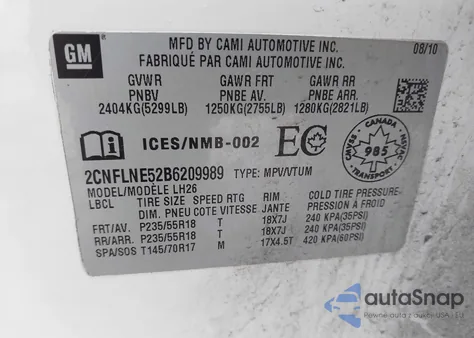 GM
MFD BY CAMI AUTOMOTIVE INC.
08/10
FABRIQUÉ PAR CAMI AUTOMOTIVE INC.
GVWR GAWR FRT GAWR RR
PNBV PNBE AV. PNBE ARR.
2404KG(5299LB) 1250KG(2755LB) 1280KG(2821LB)
ICES/NMB-002 EC CANADA 985 CMVSS NSVAC
2CNFLNE52B6209989 TYPE: MPV/VTUM
MODEL/MODÈLE LH26
LBCL TIRE SIZE SPEED RTG RIM COLD TIRE PRESSURE-
DIM. PNEU COTE VITESSE JANTE PRESSION À FROID
FRT/AV. P235/55R18 T 18X7J 240 KPA(35PSI)
RR/ARR. P235/55R18 T 18X7J 240 KPA(35PSI)
SPA/SOS T145/70R17 M 17X4.5T 420 KPA(60PSI)
autoSnap